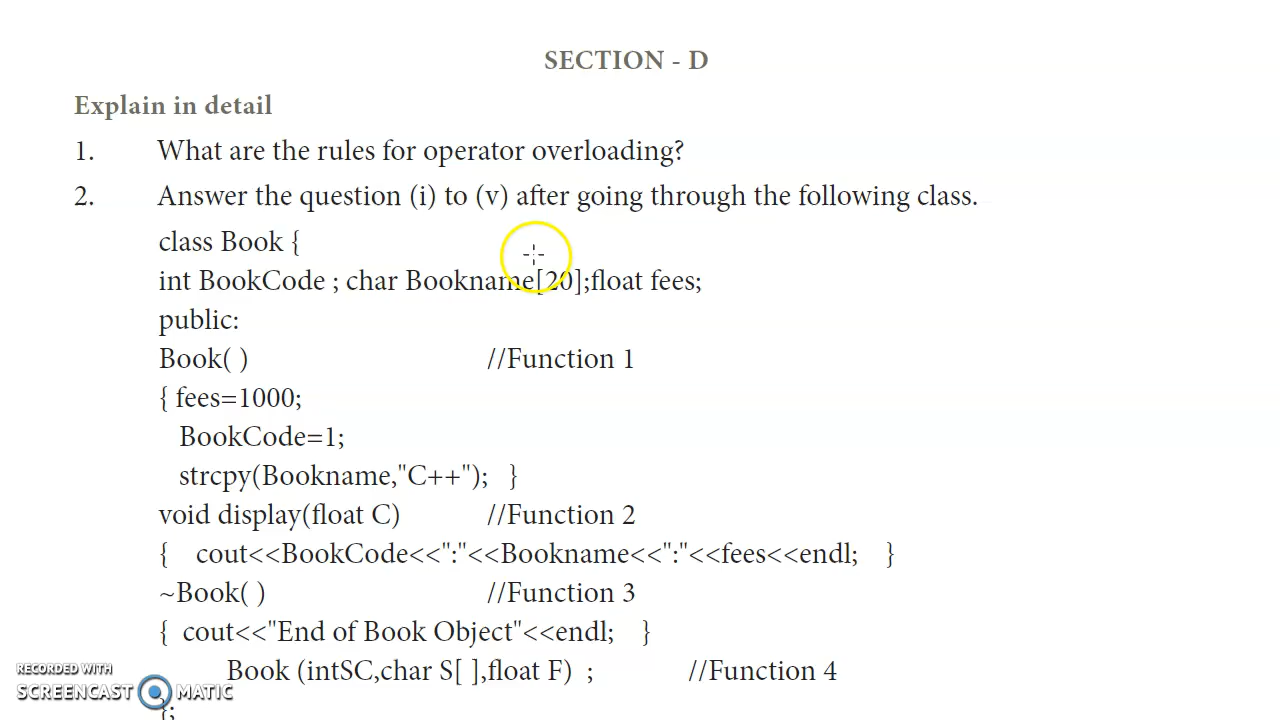 SECTION - D
Explain in detail
1. What are the rules for operator overloading?
2. Answer the question (i) to (v) after going through the following class.
class Book {
int BookCode ; char Bookname[20];float fees;
public:
Book( ) //Function 1
{ fees=1000;
BookCode=1;
strcpy(Bookname,"C++"); }
void display(float C) //Function 2
{ cout<<BookCode<<":"<<Bookname<<":"<<fees<<endl; }
~Book( ) //Function 3
{ cout<<"End of Book Object"<<endl; }
Book (intSC,char S[ ],float F) ; //Function 4
};
RECORDED WITH
SCREENCAST MATIC